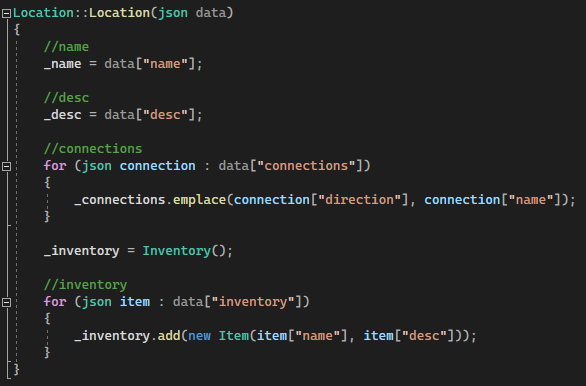 Location::Location(json data)
{
//name
_name = data["name"];
//desc
_desc = data["desc"];
//connections
for (json connection : data["connections"])
{
_connections.emplace(connection["direction"], connection["name"]);
}
_inventory = Inventory();
//inventory
for (json item : data["inventory"])
{
_inventory.add(new Item(item["name"], item["desc"]));
}
}